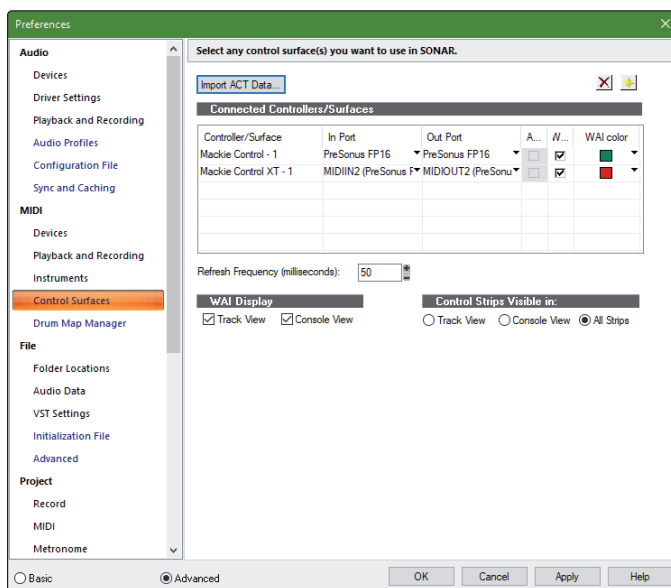 Preferences
Audio
Devices
Driver Settings
Playback and Recording
Audio Profiles
Configuration File
Sync and Caching
MIDI
Devices
Playback and Recording
Instruments
Control Surfaces
Drum Map Manager
File
Folder Locations
Audio Data
VST Settings
Initialization File
Advanced
Project
Record
MIDI
Metronome
Select any control surface(s) you want to use in SONAR.
Import ACT Data...
Connected Controllers/Surfaces
Controller/Surface In Port Out Port A... W... WAI color
Mackie Control - 1 PreSonus FP16 PreSonus FP16
Mackie Control XT - 1 MIDIIN2 (PreSonus F MIDIOUT2 (PreSonu
Refresh Frequency (milliseconds): 50
WAI Display
Track View Console View
Control Strips Visible in:
Track View Console View All Strips
Basic Advanced OK Cancel Apply Help